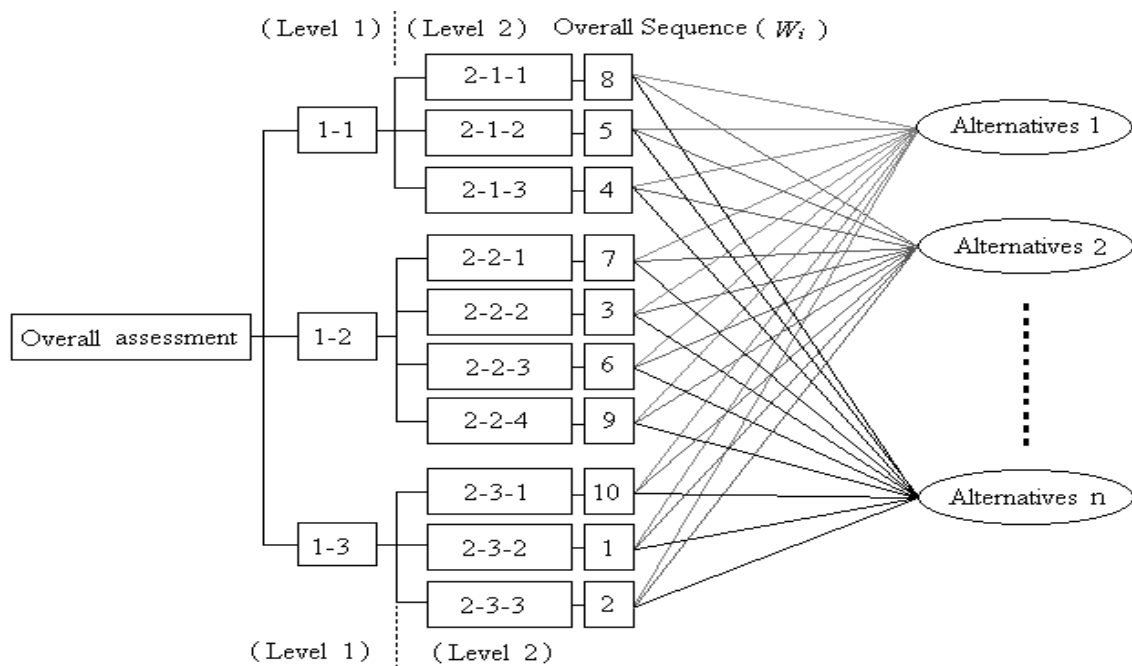 (Level 1) (Level 2) Overall Sequence ( Wᵢ )
2-1-1 8
1-1 2-1-2 5 Alternatives 1
2-1-3 4
2-2-1 7 Alternatives 2
2-2-2 3
Overall assessment 1-2
2-2-3 6
2-2-4 9
2-3-1 10 Alternatives n
1-3 2-3-2 1
2-3-3 2
(Level 1) (Level 2)